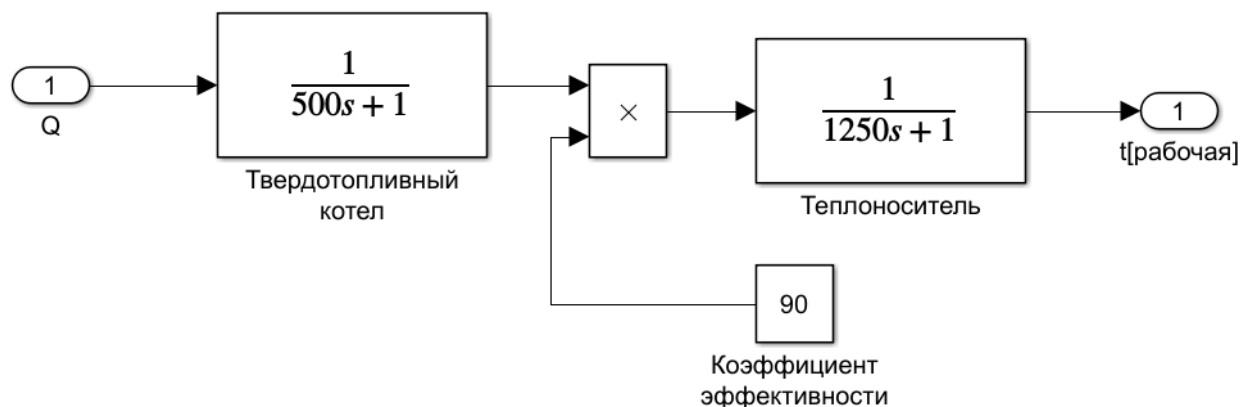 1
Q
1
500s + 1
Твердотопливный
котел
×
1
1250s + 1
Теплоноситель
1
t[рабочая]
90
Коэффициент
эффективности